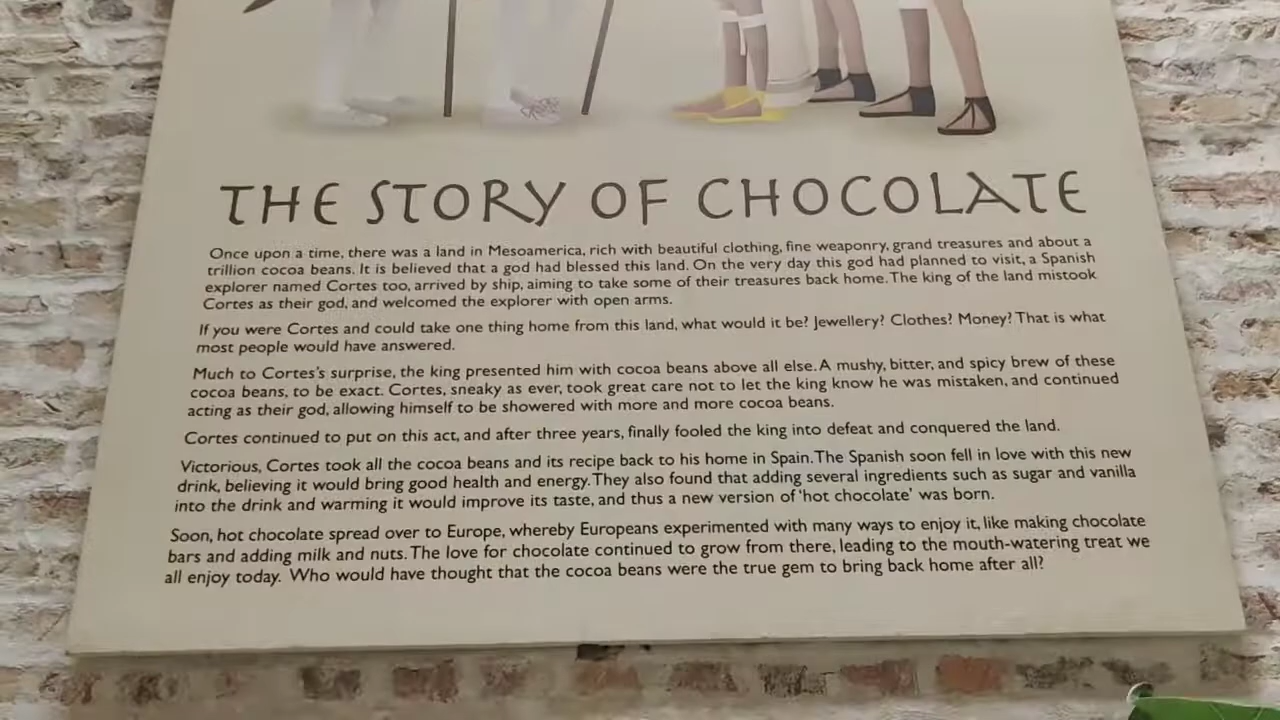 THE STORY OF CHOCOLATE
Once upon a time, there was a land in Mesoamerica, rich with beautiful clothing, fine weaponry, grand treasures and about a
trillion cocoa beans. It is believed that a god had blessed this land. On the very day this god had planned to visit, a Spanish
explorer named Cortes too, arrived by ship, aiming to take some of their treasures back home. The king of the land mistook
Cortes as their god, and welcomed the explorer with open arms.
If you were Cortes and could take one thing home from this land, what would it be? Jewellery? Clothes? Money? That is what
most people would have answered.
Much to Cortes's surprise, the king presented him with cocoa beans above all else. A mushy, bitter, and spicy brew of these
cocoa beans, to be exact. Cortes, sneaky as ever, took great care not to let the king know he was mistaken, and continued
acting as their god, allowing himself to be showered with more and more cocoa beans.
Cortes continued to put on this act, and after three years, finally fooled the king into defeat and conquered the land.
Victorious, Cortes took all the cocoa beans and its recipe back to his home in Spain. The Spanish soon fell in love with this new
drink, believing it would bring good health and energy. They also found that adding several ingredients such as sugar and vanilla
into the drink and warming it would improve its taste, and thus a new version of 'hot chocolate' was born.
Soon, hot chocolate spread over to Europe, whereby Europeans experimented with many ways to enjoy it, like making chocolate
bars and adding milk and nuts. The love for chocolate continued to grow from there, leading to the mouth-watering treat we
all enjoy today. Who would have thought that the cocoa beans were the true gem to bring back home after all?